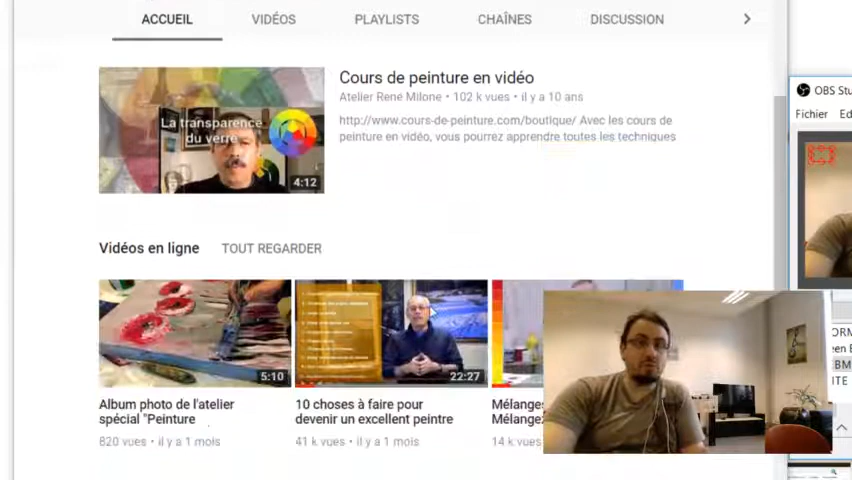 ACCUEIL VIDÉOS PLAYLISTS CHAÎNES DISCUSSION
La transparence
du verre
4:12
Cours de peinture en vidéo
Atelier René Milone • 102 k vues • il y a 10 ans
http://www.cours-de-peinture.com/boutique/ Avec les cours de
peinture en vidéo, vous pourrez apprendre toutes les techniques
OBS Stu
Fichier Ed
Vidéos en ligne TOUT REGARDER
5:10
22:27
Album photo de l'atelier
spécial "Peinture
820 vues • il y a 1 mois
10 choses à faire pour
devenir un excellent peintre
41 k vues • il y a 1 mois
Mélanges
Mélange
14 k vues